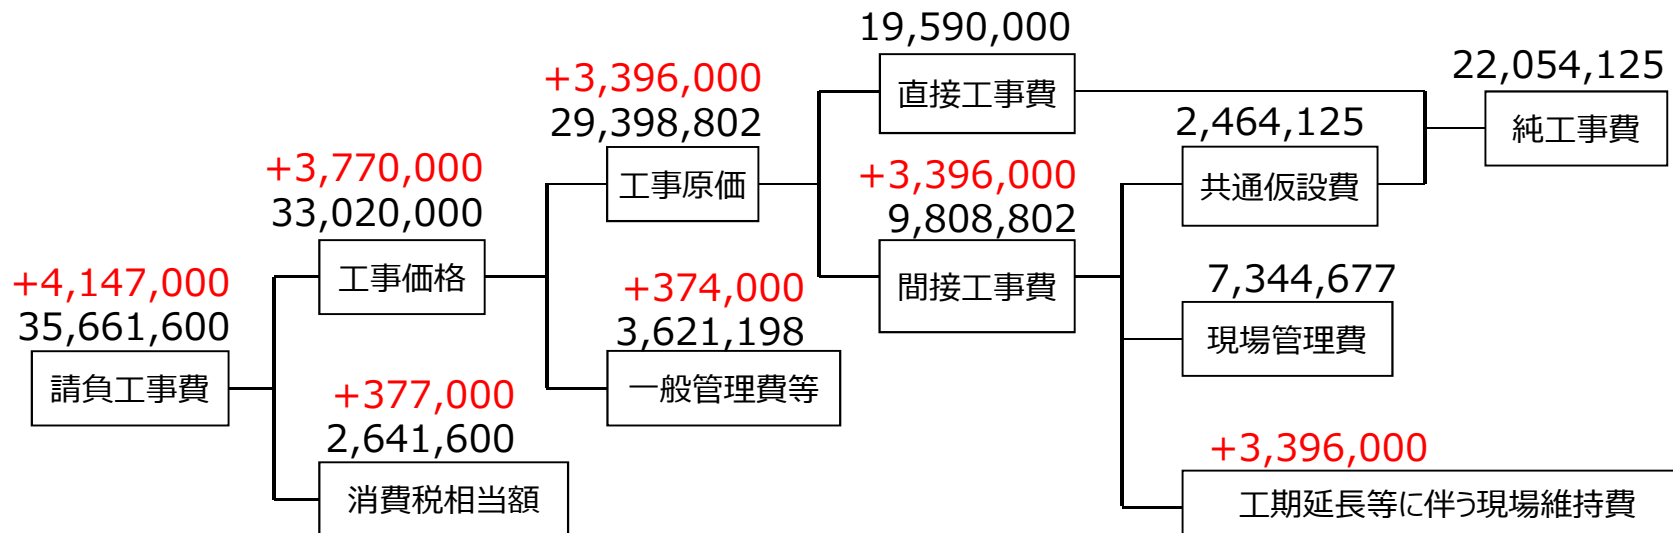 +4,147,000
35,661,600
請負工事費
+3,770,000
33,020,000
工事価格
+377,000
2,641,600
消費税相当額
+3,396,000
29,398,802
工事原価
+374,000
3,621,198
一般管理費等
19,590,000
直接工事費
+3,396,000
9,808,802
間接工事費
2,464,125
共通仮設費
7,344,677
現場管理費
+3,396,000
工期延長等に伴う現場維持費
22,054,125
純工事費